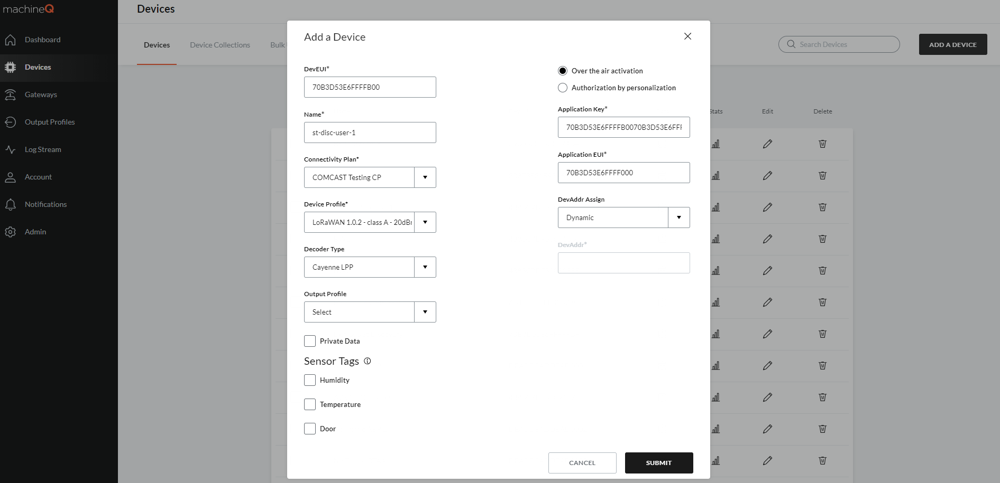 machineQ
Dashboard
Devices
Gateways
Output Profiles
Log Stream
Account
Notifications
Admin
Devices
Devices
Device Collections
Bulk
Search Devices
ADD A DEVICE
Stats
Edit
Delete
Add a Device
DevEUI*
70B3D53E6FFFFB00
Name*
st-disc-user-1
Connectivity Plan*
COMCAST Testing CP
Device Profile*
LoRaWAN 1.0.2 - class A - 20dB
Decoder Type
Cayenne LPP
Output Profile
Select
Private Data
Sensor Tags
Humidity
Temperature
Door
Over the air activation
Authorization by personalization
Application Key*
70B3D53E6FFFFB0070B3D53E6FFF
Application EUI*
70B3D53E6FFFF000
DevAddr Assign
Dynamic
DevAddr*
CANCEL
SUBMIT